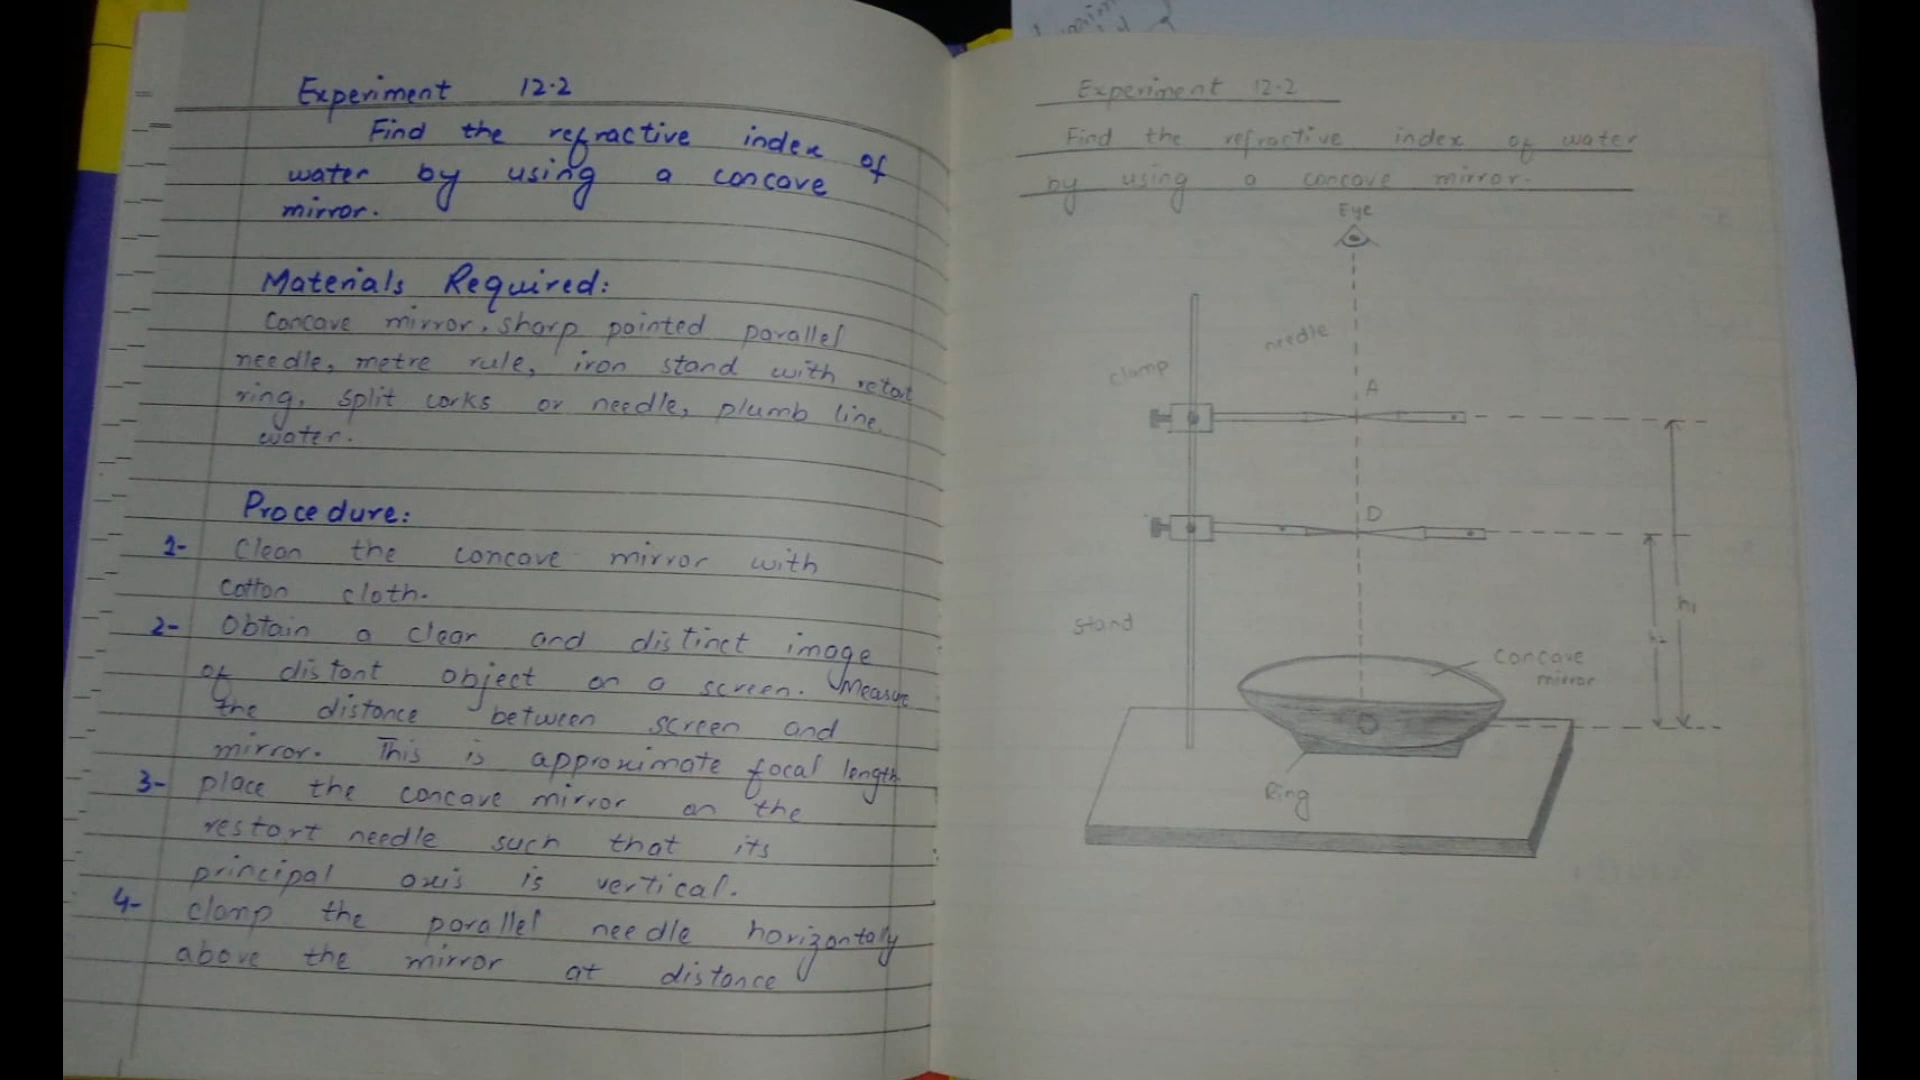 Experiment 12.2
Find the refractive index of
water by using a concave
mirror.
Materials Required:
Concave mirror, sharp pointed parallel
needle, metre rule, iron stand with retort
ring, split corks or needle, plumb line,
water.
Procedure:
1- Clean the concave mirror with
cotton cloth.
2- Obtain a clear and distinct image
of distant object on a screen. Measure
the distance between screen and
mirror. This is approximate focal length
3- place the concave mirror on the
restort needle such that its
principal axis is vertical.
4- clamp the parallel needle horizontaly
above the mirror at distance
Experiment 12.2
Find the refractive index of water
by using a concave mirror.
Eye
needle
clamp
A
D
h1
h2
stand
concave
mirror
Ring